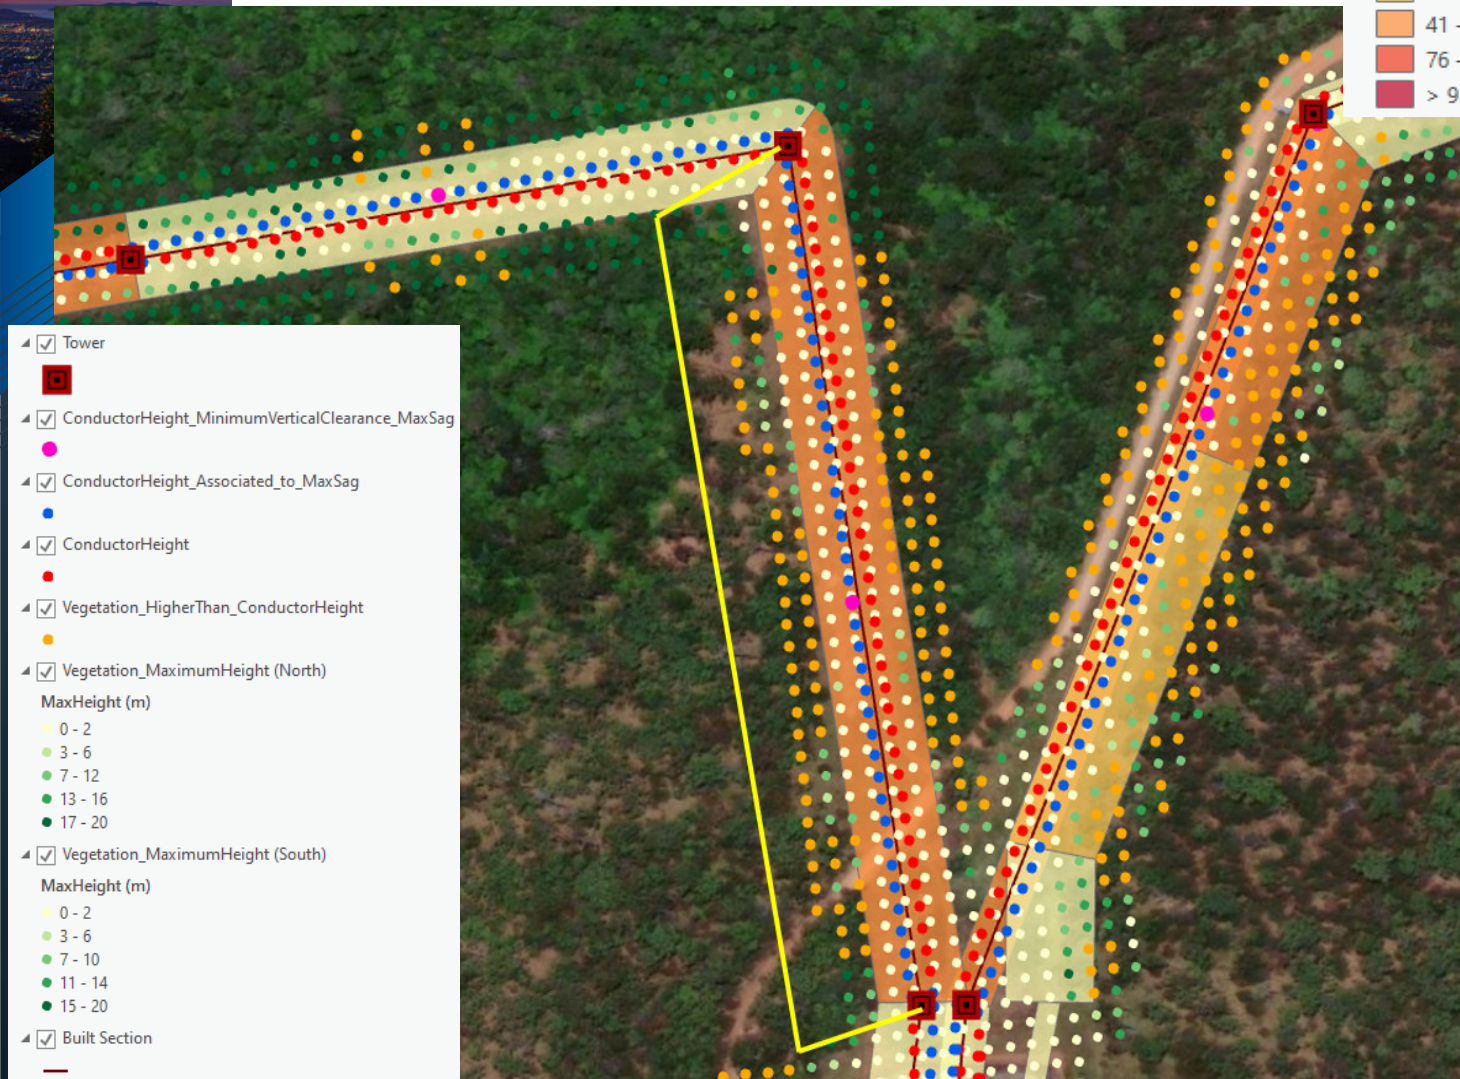 41 -
76 -
> 9
Tower
ConductorHeight_MinimumVerticalClearance_MaxSag
ConductorHeight_Associated_to_MaxSag
ConductorHeight
Vegetation_HigherThan_ConductorHeight
Vegetation_MaximumHeight (North)
MaxHeight (m)
0 - 2
3 - 6
7 - 12
13 - 16
17 - 20
Vegetation_MaximumHeight (South)
MaxHeight (m)
0 - 2
3 - 6
7 - 10
11 - 14
15 - 20
Built Section